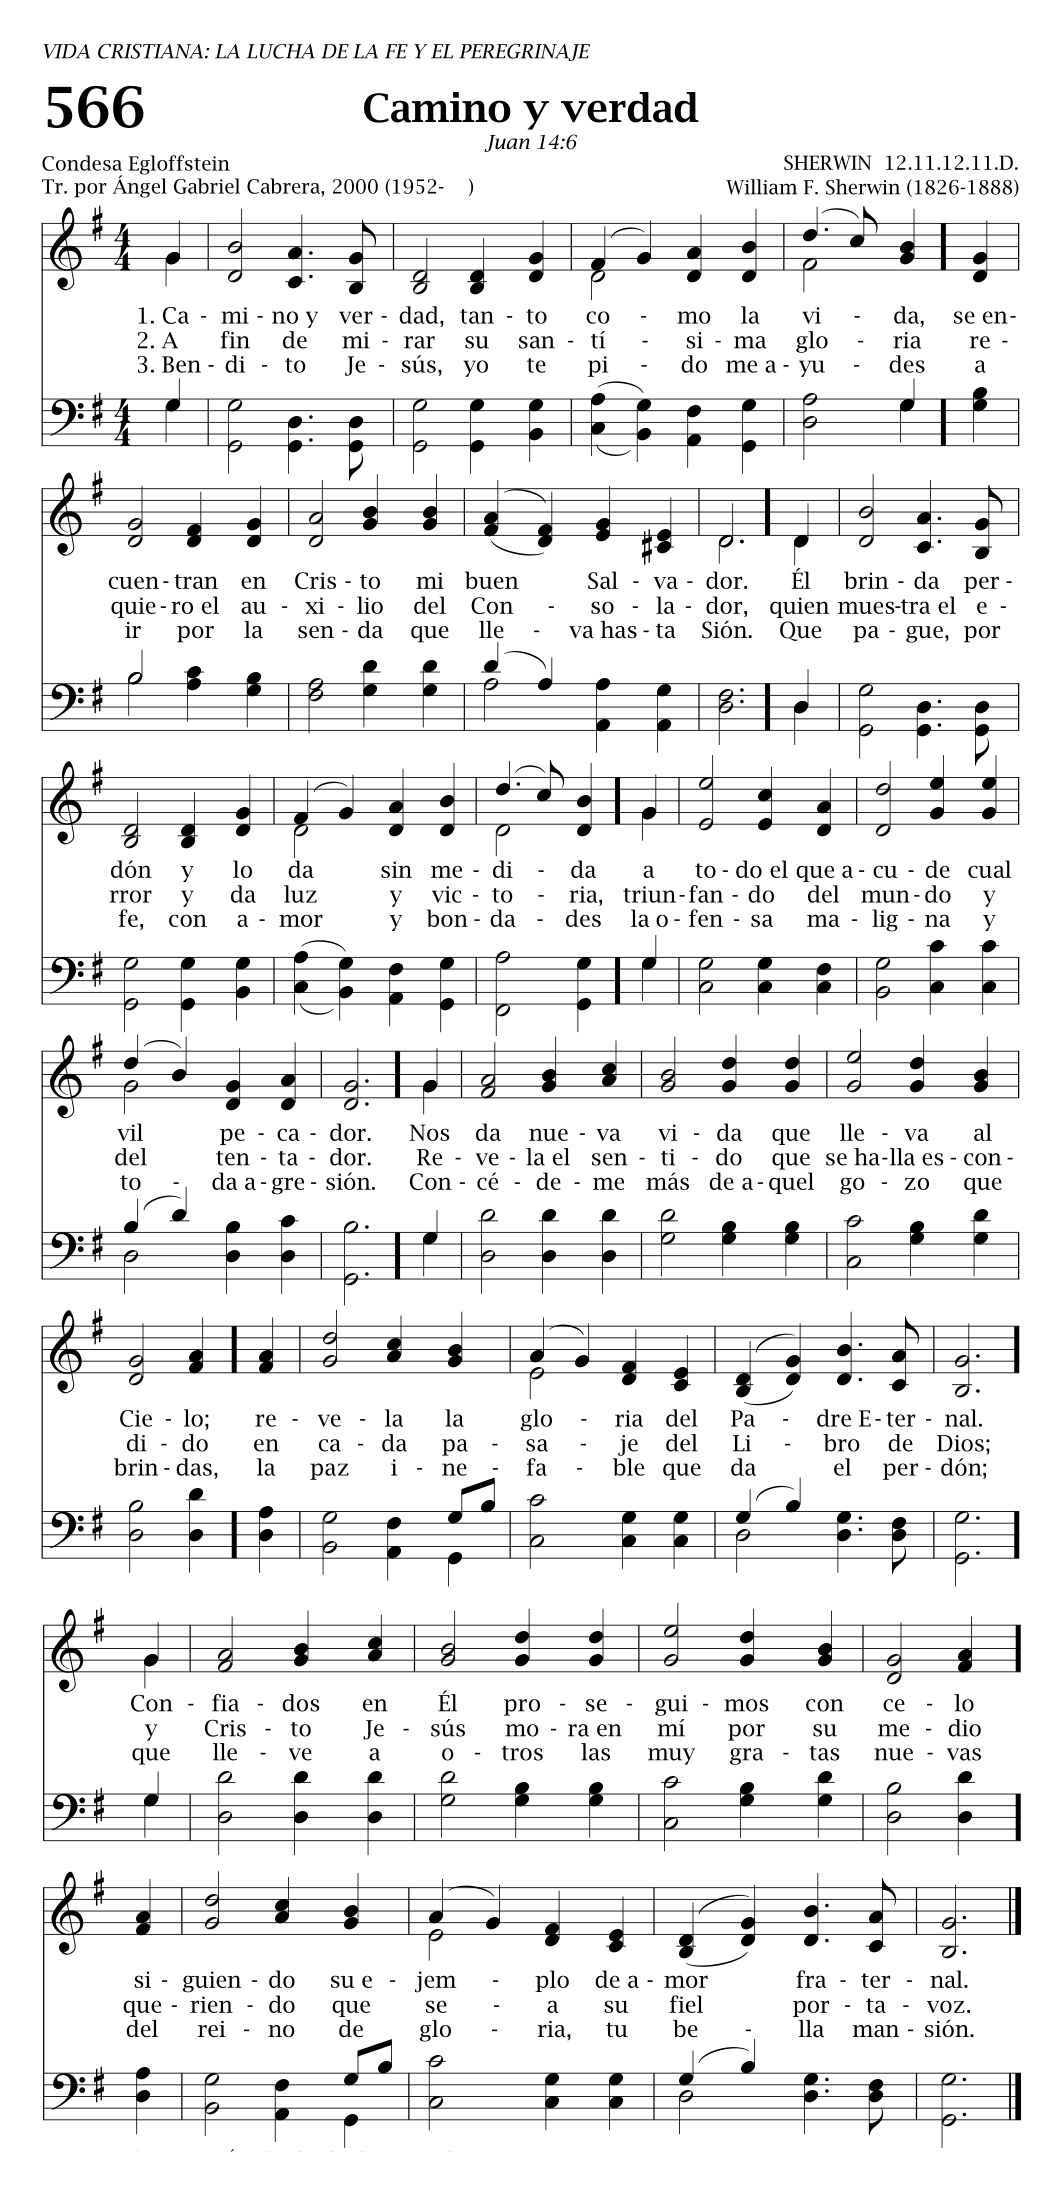 VIDA CRISTIANA: LA LUCHA DE LA FE Y EL PEREGRINAJE
566 Camino y verdad
Juan 14:6
Condesa Egloffstein SHERWIN 12.11.12.11.D.
Tr. por Ángel Gabriel Cabrera, 2000 (1952- ) William F. Sherwin (1826-1888)
1. Ca - mi - no y ver - dad, tan - to co - mo la vi - da, se en-
2. A fin de mi - rar su san - tí - si - ma glo - ria re -
3. Ben - di - to Je - sús, yo te pi - do me a - yu - des a
cuen - tran en Cris - to mi buen Sal - va - dor. Él brin - da per -
quie - ro el au - xi - lio del Con - so - la - dor, quien mues - tra el e -
ir por la sen - da que lle - va has - ta Sión. Que pa - gue, por
dón y lo da sin me - di - da a to - do el que a - cu - de cual
rror y da luz y vic - to - ria, triun - fan - do del mun - do y
fe, con a - mor y bon - da - des la o - fen - sa ma - lig - na y
vil pe - ca - dor. Nos da nue - va vi - da que lle - va al
del ten - ta - dor. Re - ve - la el sen - ti - do que se ha - lla es - con -
to - da a - gre - sión. Con - cé - de - me más de a - quel go - zo que
Cie - lo; re - ve - la la glo - ria del Pa - dre E - ter - nal.
di - do en ca - da pa - sa - je del Li - bro de Dios;
brin - das, la paz i - ne - fa - ble que da el per - dón;
Con - fia - dos en Él pro - se - gui - mos con ce - lo
y Cris - to Je - sús mo - ra en mí por su me - dio
que lle - ve a o - tros las muy gra - tas nue - vas
si - guien - do su e - jem - plo de a - mor fra - ter - nal.
que - rien - do que se - a su fiel por - ta - voz.
del rei - no de glo - ria, tu be - lla man - sión.